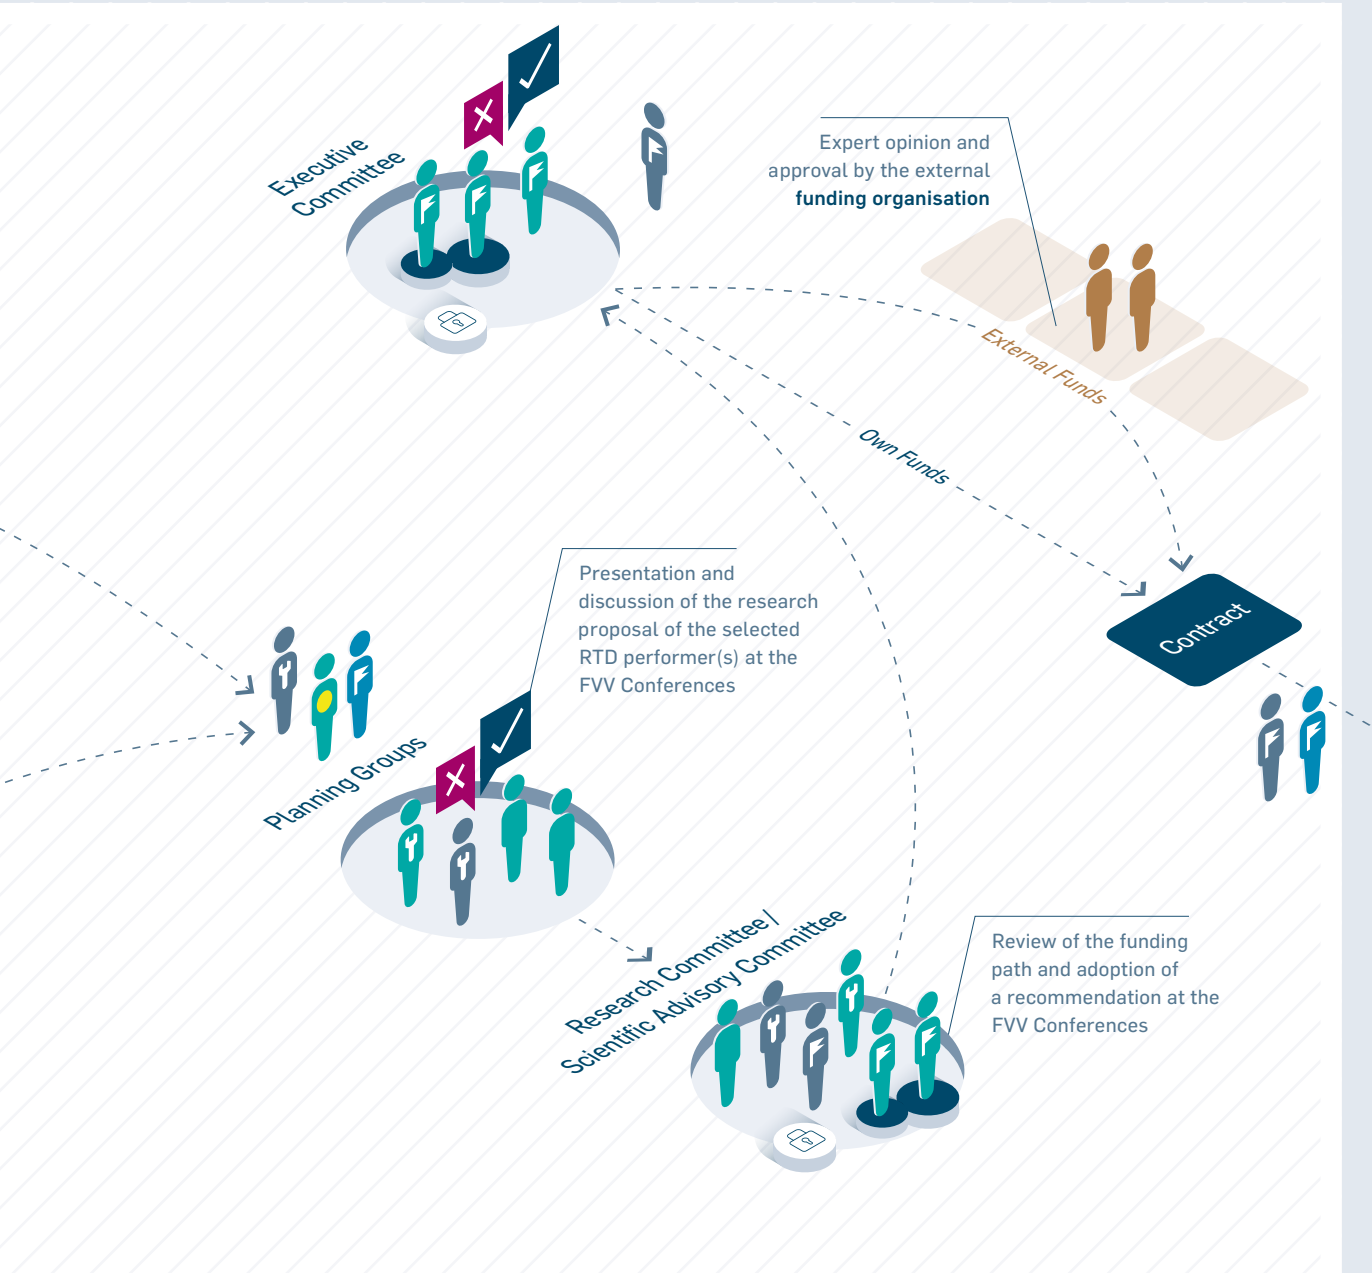 Executive
Committee
Expert opinion and
approval by the external
funding organisation
External Funds
Own Funds
Contract
Presentation and
discussion of the research
proposal of the selected
RTD performer(s) at the
FVV Conferences
Planning Groups
Research Committee |
Scientific Advisory Committee
Review of the funding
path and adoption of
a recommendation at the
FVV Conferences